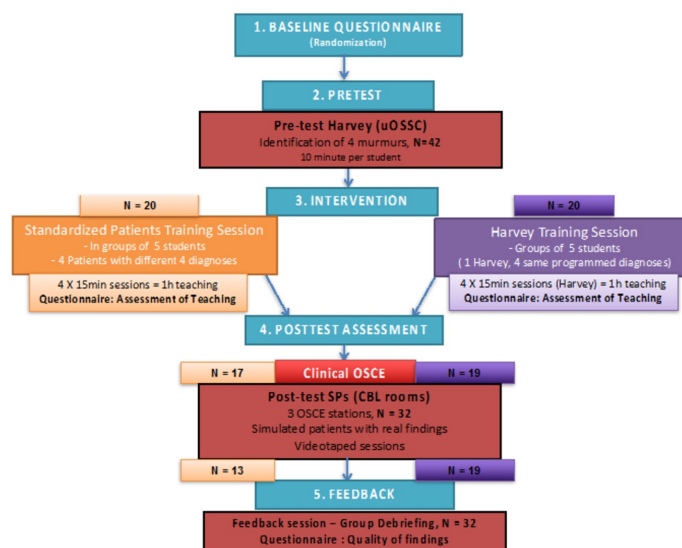 1. BASELINE QUESTIONNAIRE
(Randomization)
2. PRETEST
Pre-test Harvey (uOSSC)
Identification of 4 murmurs, N=42
10 minute per student
3. INTERVENTION
N = 20
Standardized Patients Training Session
- In groups of 5 students
- 4 Patients with different 4 diagnoses
4 X 15min sessions = 1h teaching
Questionnaire: Assessment of Teaching
N = 20
Harvey Training Session
- Groups of 5 students
( 1 Harvey, 4 same programmed diagnoses)
4 X 15min sessions (Harvey) = 1h teaching
Questionnaire: Assessment of Teaching
4. POSTTEST ASSESSMENT
N = 17
Clinical OSCE
N = 19
Post-test SPs (CBL rooms)
3 OSCE stations, N = 32
Simulated patients with real findings
Videotaped sessions
N = 13
N = 19
5. FEEDBACK
Feedback session – Group Debriefing, N = 32
Questionnaire : Quality of findings